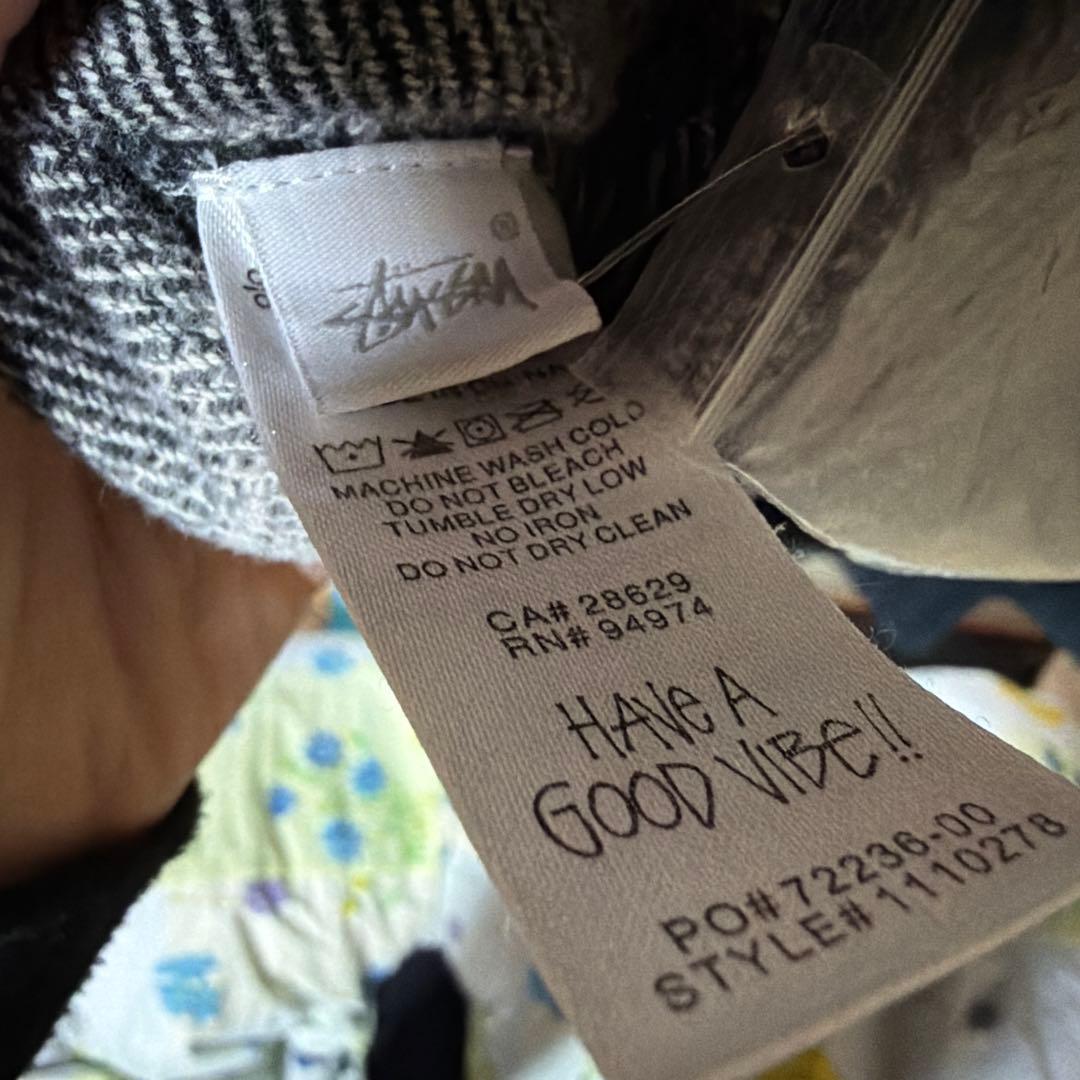 STÜSSY
®
MACHINE WASH COLD
DO NOT BLEACH
TUMBLE DRY LOW
NO IRON
DO NOT DRY CLEAN
CA# 28629
RN# 94974
HAVe A
GOOD VIBe!!
PO#72236-00
STYLE#1110278